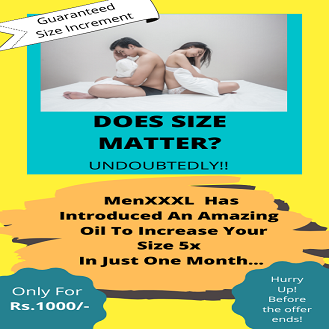 Guaranteed
Size Increment
DOES SIZE
MATTER?
UNDOUBTEDLY!!
MenXXXL Has
Introduced An Amazing
Oil To Increase Your
Size 5x
In Just One Month...
Only For
Rs.1000/-
Hurry
Up!
Before
the offer
ends!